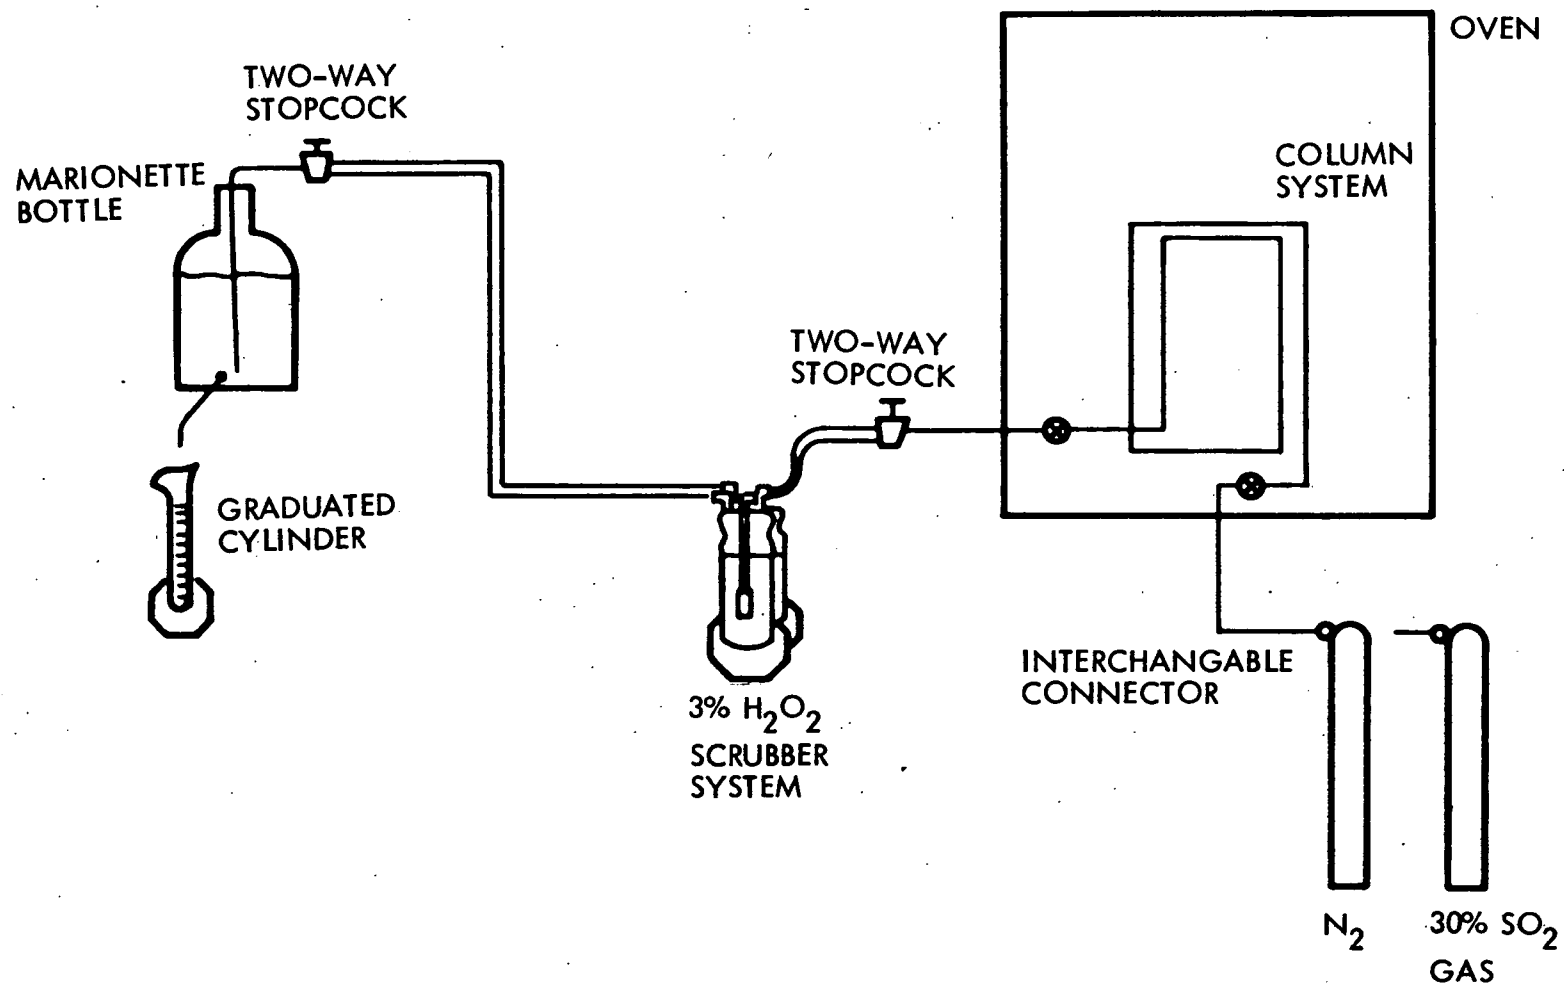 OVEN
TWO-WAY
STOPCOCK
COLUMN
SYSTEM
MARIONETTE
BOTTLE
TWO-WAY
STOPCOCK
GRADUATED
CYLINDER
INTERCHANGABLE
CONNECTOR
3% H₂O₂
SCRUBBER
SYSTEM
N₂
30% SO₂
GAS